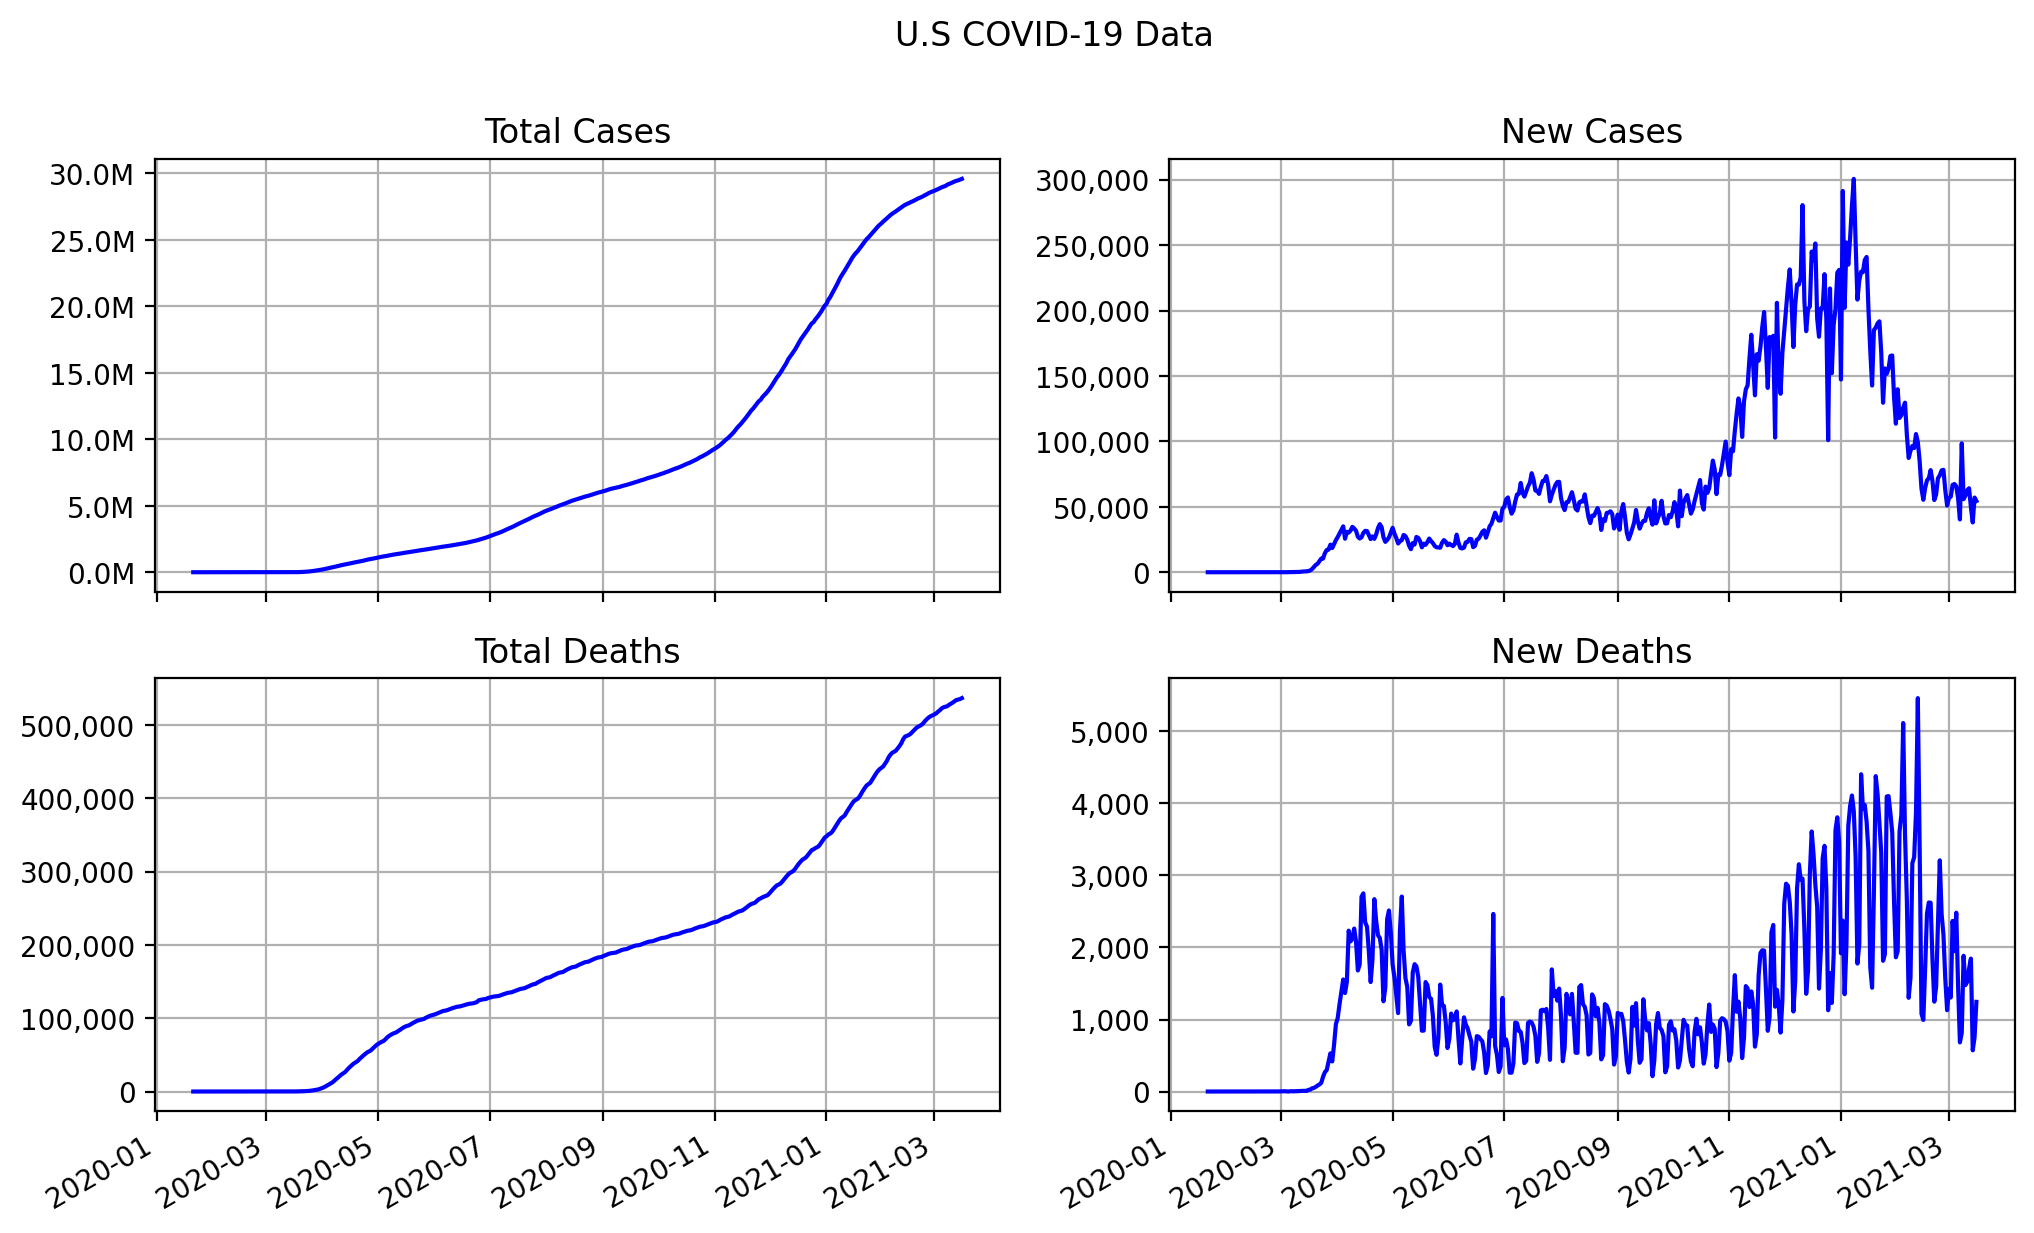 U.S COVID-19 Data
Total Cases
30.0M
25.0M
20.0M
15.0M
10.0M
5.0M
0.0M
New Cases
300,000
250,000
200,000
150,000
100,000
50,000
0
Total Deaths
500,000
400,000
300,000
200,000
100,000
0
2020-01
2020-03
2020-05
2020-07
2020-09
2020-11
2021-01
2021-03
New Deaths
5,000
4,000
3,000
2,000
1,000
0
2020-01
2020-03
2020-05
2020-07
2020-09
2020-11
2021-01
2021-03